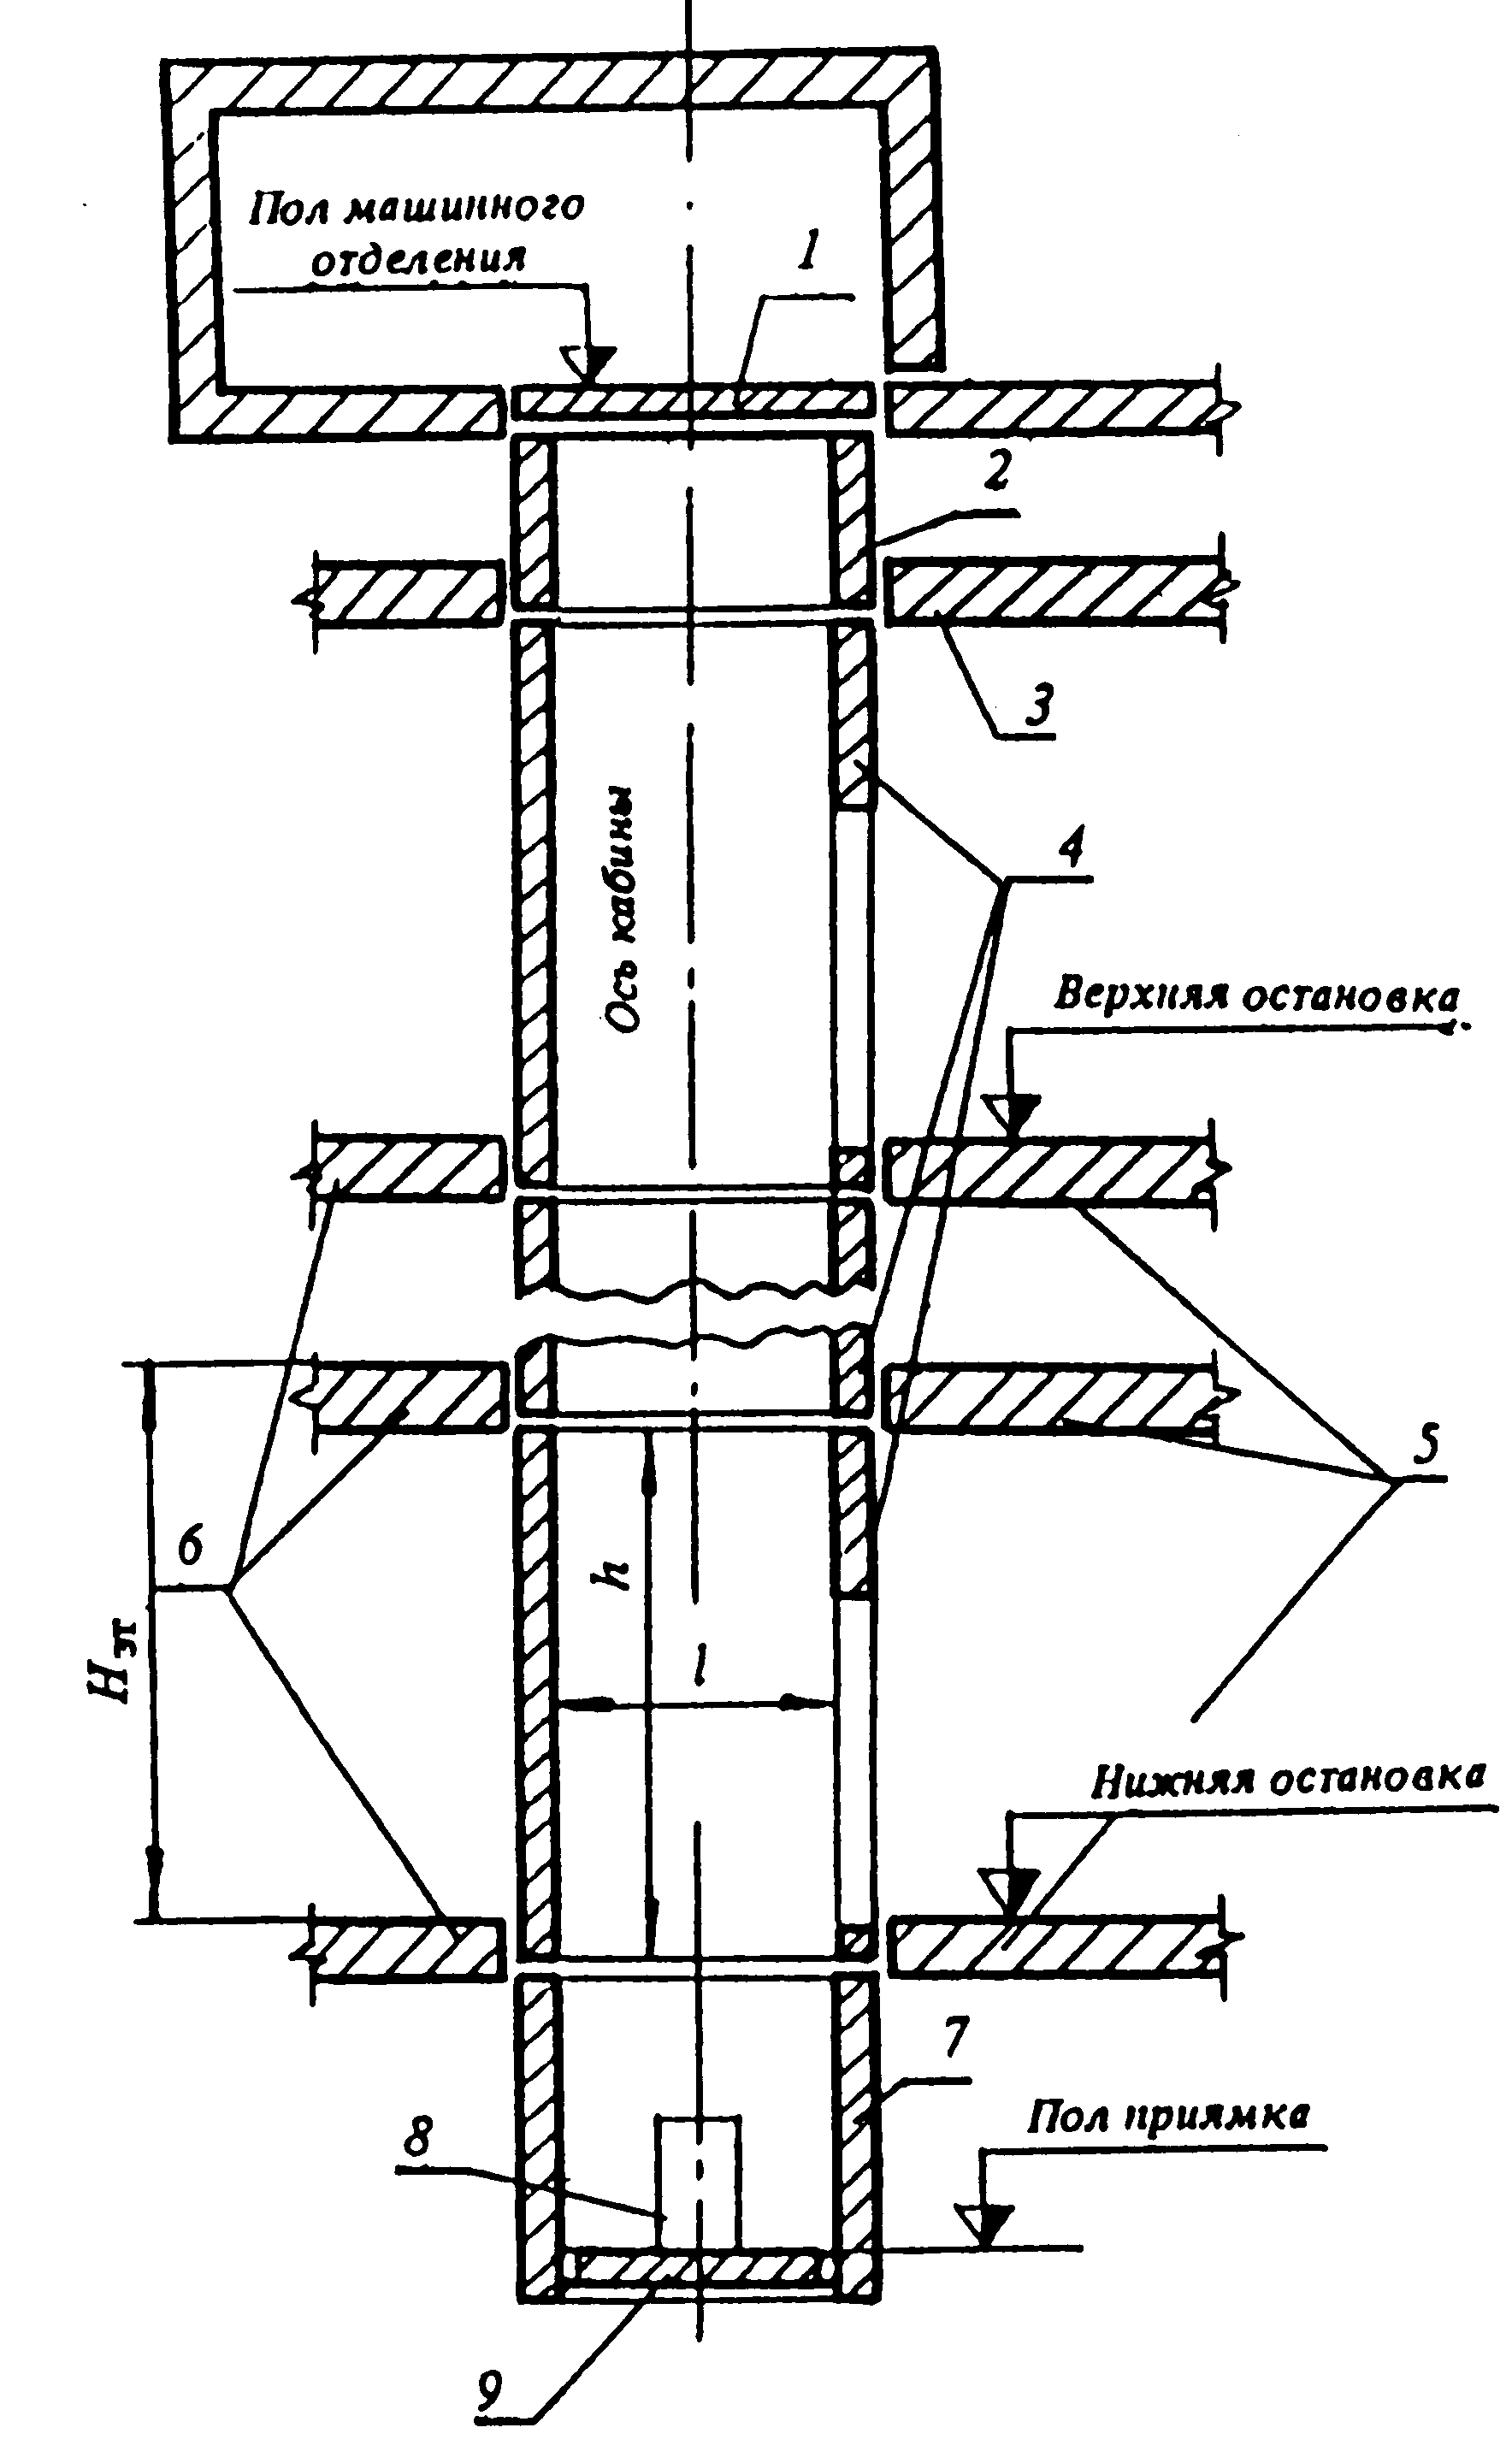 Пол машинного
отделения
1
2
3
Ось кабины
4
Верхняя остановка
5
6
Hэт
h
l
Нижняя остановка
7
Пол приямка
8
9